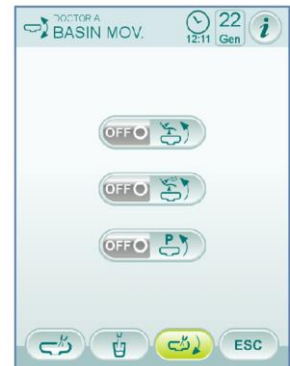 DOCTOR A
BASIN MOV.
12:11
22
Gen
i
OFF
OFF
OFF P
ESC